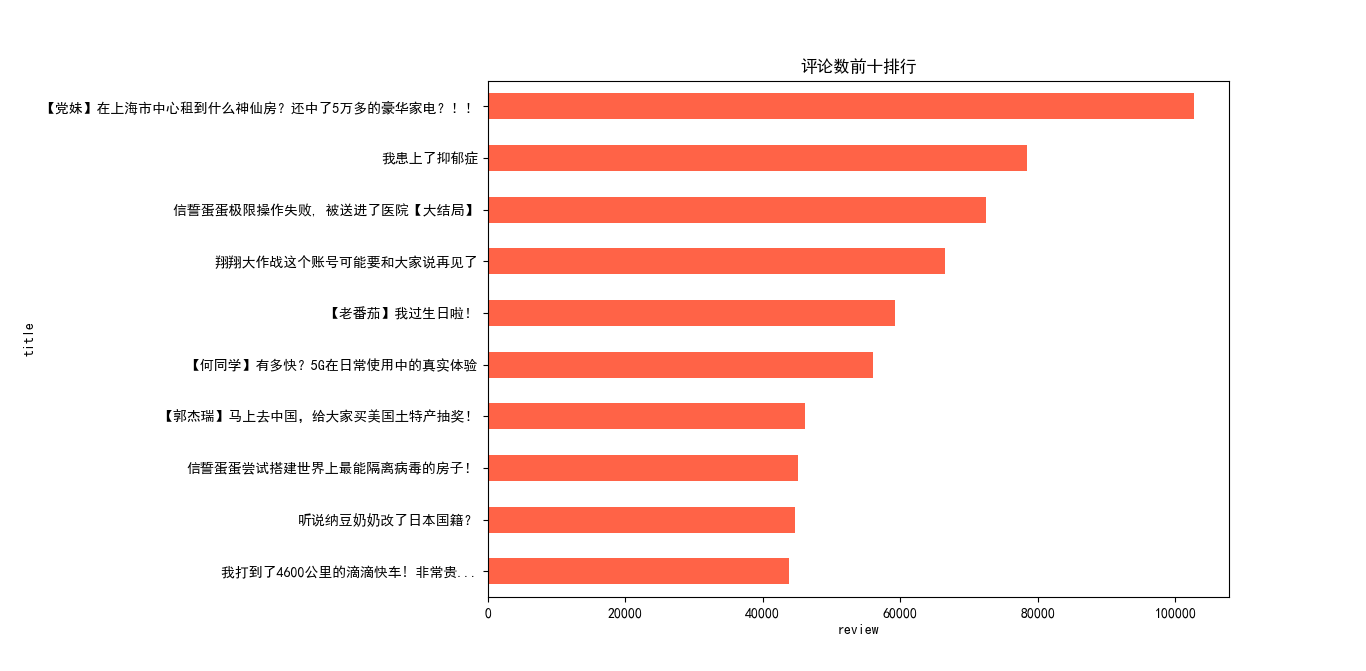 评论数前十排行
【党妹】在上海市中心租到什么神仙房？还中了5万多的豪华家电？！！
我患上了抑郁症
信誓蛋蛋极限操作失败, 被送进了医院【大结局】
翔翔大作战这个账号可能要和大家说再见了
【老番茄】我过生日啦！
【何同学】有多快？5G在日常使用中的真实体验
【郭杰瑞】马上去中国，给大家买美国土特产抽奖！
信誓蛋蛋尝试搭建世界上最能隔离病毒的房子！
听说纳豆奶奶改了日本国籍？
我打到了4600公里的滴滴快车！非常贵...
title
0 20000 40000 60000 80000 100000
review